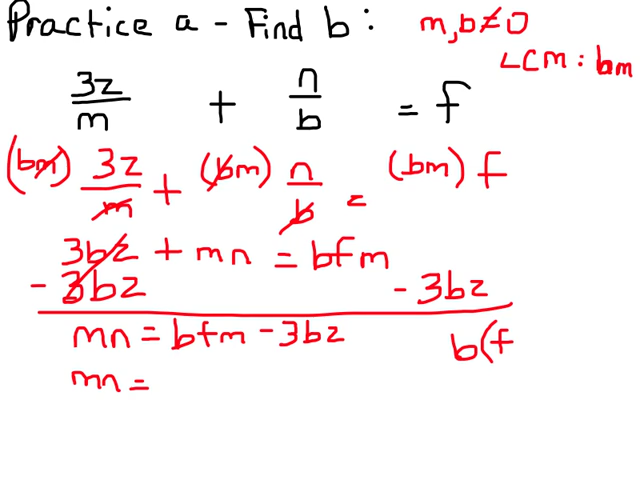 Practice a - Find b : m, b ≠ 0
LCM : bm
3z/m + n/b = f
(bm) 3z/m + (bm) n/b = (bm) f
3bz + mn = bfm
- 3bz - 3bz
mn = bfm - 3bz b(f
mn =